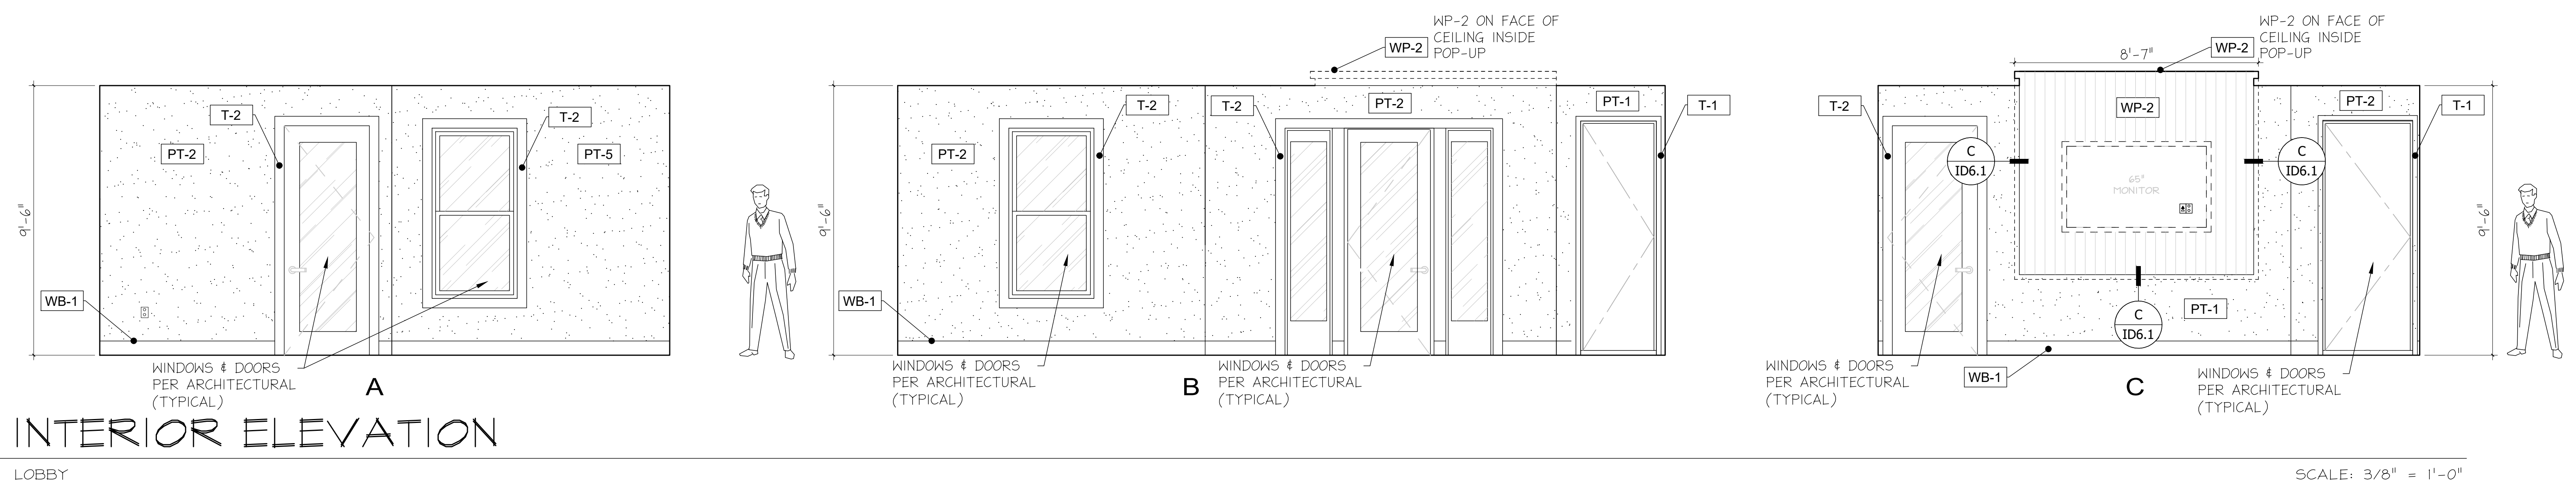 WP-2 ON FACE OF
CEILING INSIDE
POP-UP
WP-2
WP-2 ON FACE OF
CEILING INSIDE
POP-UP
WP-2
8'-7"
T-2
T-2
PT-2
PT-5
9'-6"
WB-1
WINDOWS & DOORS
PER ARCHITECTURAL
(TYPICAL)
A
T-2
T-2
PT-2
PT-1
T-1
PT-2
9'-6"
WB-1
WINDOWS & DOORS
PER ARCHITECTURAL
(TYPICAL)
B
WINDOWS & DOORS
PER ARCHITECTURAL
(TYPICAL)
T-2
WP-2
PT-2
T-1
C
ID6.1
C
ID6.1
65"
MONITOR
9'-6"
C
ID6.1
PT-1
WINDOWS & DOORS
PER ARCHITECTURAL
(TYPICAL)
WB-1
C
WINDOWS & DOORS
PER ARCHITECTURAL
(TYPICAL)
INTERIOR ELEVATION
LOBBY
SCALE: 3/8" = 1'-0"